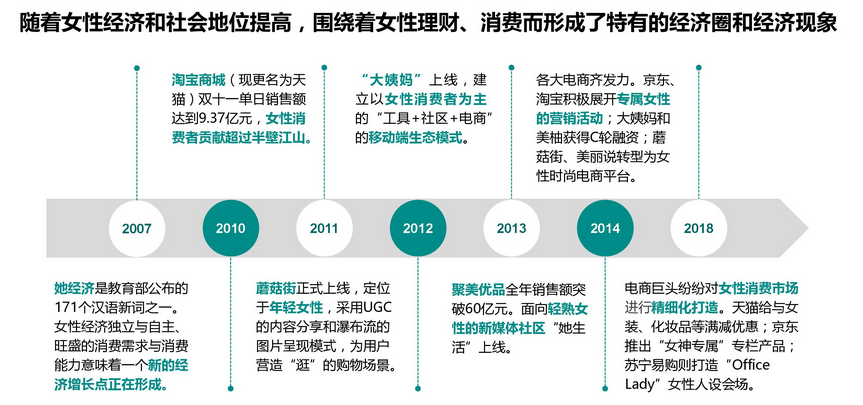 随着女性经济和社会地位提高，围绕着女性理财、消费而形成了特有的经济圈和经济现象
淘宝商城（现更名为天
猫）双十一单日销售额
达到9.37亿元，女性消
费者贡献超过半壁江山。
“大姨妈”上线，建
立以女性消费者为主
的“工具+社区+电商”
的移动端生态模式。
各大电商齐发力。京东、
淘宝积极展开专属女性
的营销活动；大姨妈和
美柚获得C轮融资；蘑
菇街、美丽说转型为女
性时尚电商平台。
2007
2010
2011
2012
2013
2014
2018
她经济是教育部公布的
171个汉语新词之一。
女性经济独立与自主、
旺盛的消费需求与消费
能力意味着一个新的经
济增长点正在形成。
蘑菇街正式上线，定位
于年轻女性，采用UGC
的内容分享和瀑布流的
图片呈现模式，为用户
营造“逛”的购物场景。
聚美优品全年销售额突
破60亿元。面向轻熟女
性的新媒体社区“她生
活”上线。
电商巨头纷纷对女性消费市场
进行精细化打造。天猫给与女
装、化妆品等满减优惠；京东
推出“女神专属”专栏产品；
苏宁易购则打造“Office
Lady”女性人设会场。